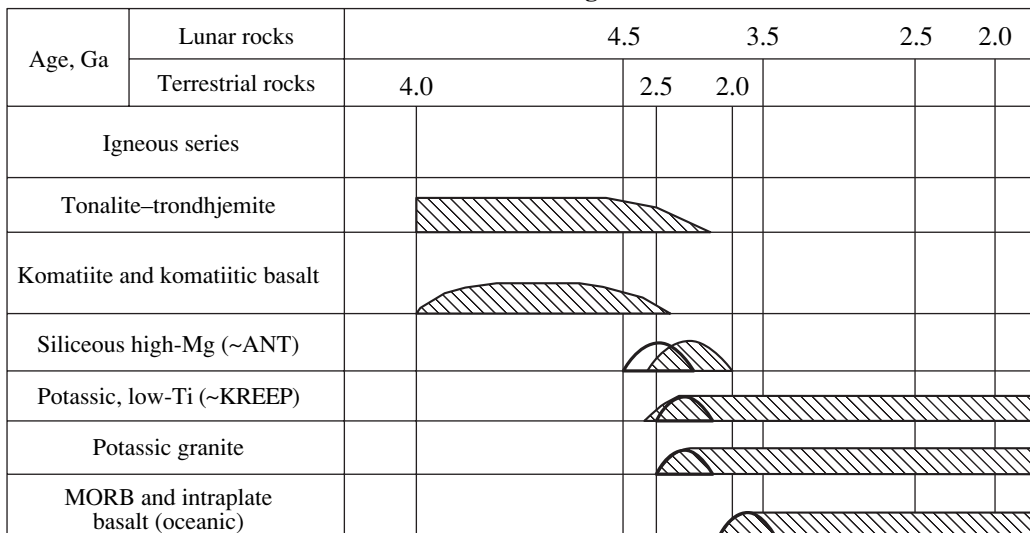 Age, Ga
Lunar rocks 4.5 3.5 2.5 2.0
Terrestrial rocks 4.0 2.5 2.0
Igneous series
Tonalite–trondhjemite
Komatiite and komatiitic basalt
Siliceous high-Mg (~ANT)
Potassic, low-Ti (~KREEP)
Potassic granite
MORB and intraplate
basalt (oceanic)